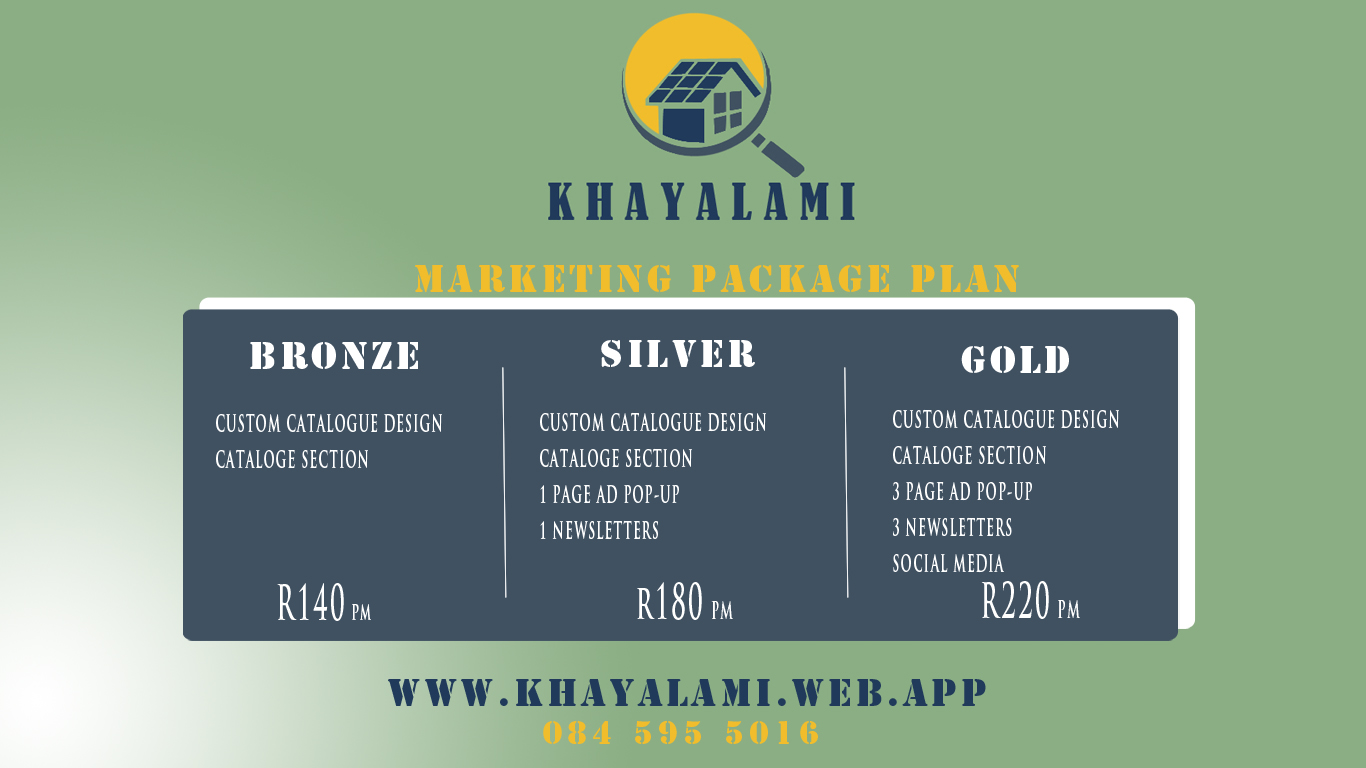 KHAYALAMI
MARKETING PACKAGE PLAN
BRONZE
CUSTOM CATALOGUE DESIGN
CATALOGE SECTION
R140 PM
SILVER
CUSTOM CATALOGUE DESIGN
CATALOGE SECTION
1 PAGE AD POP-UP
1 NEWSLETTERS
R180 PM
GOLD
CUSTOM CATALOGUE DESIGN
CATALOGE SECTION
3 PAGE AD POP-UP
3 NEWSLETTERS
SOCIAL MEDIA
R220 PM
WWW.KHAYALAMI.WEB.APP
084 595 5016